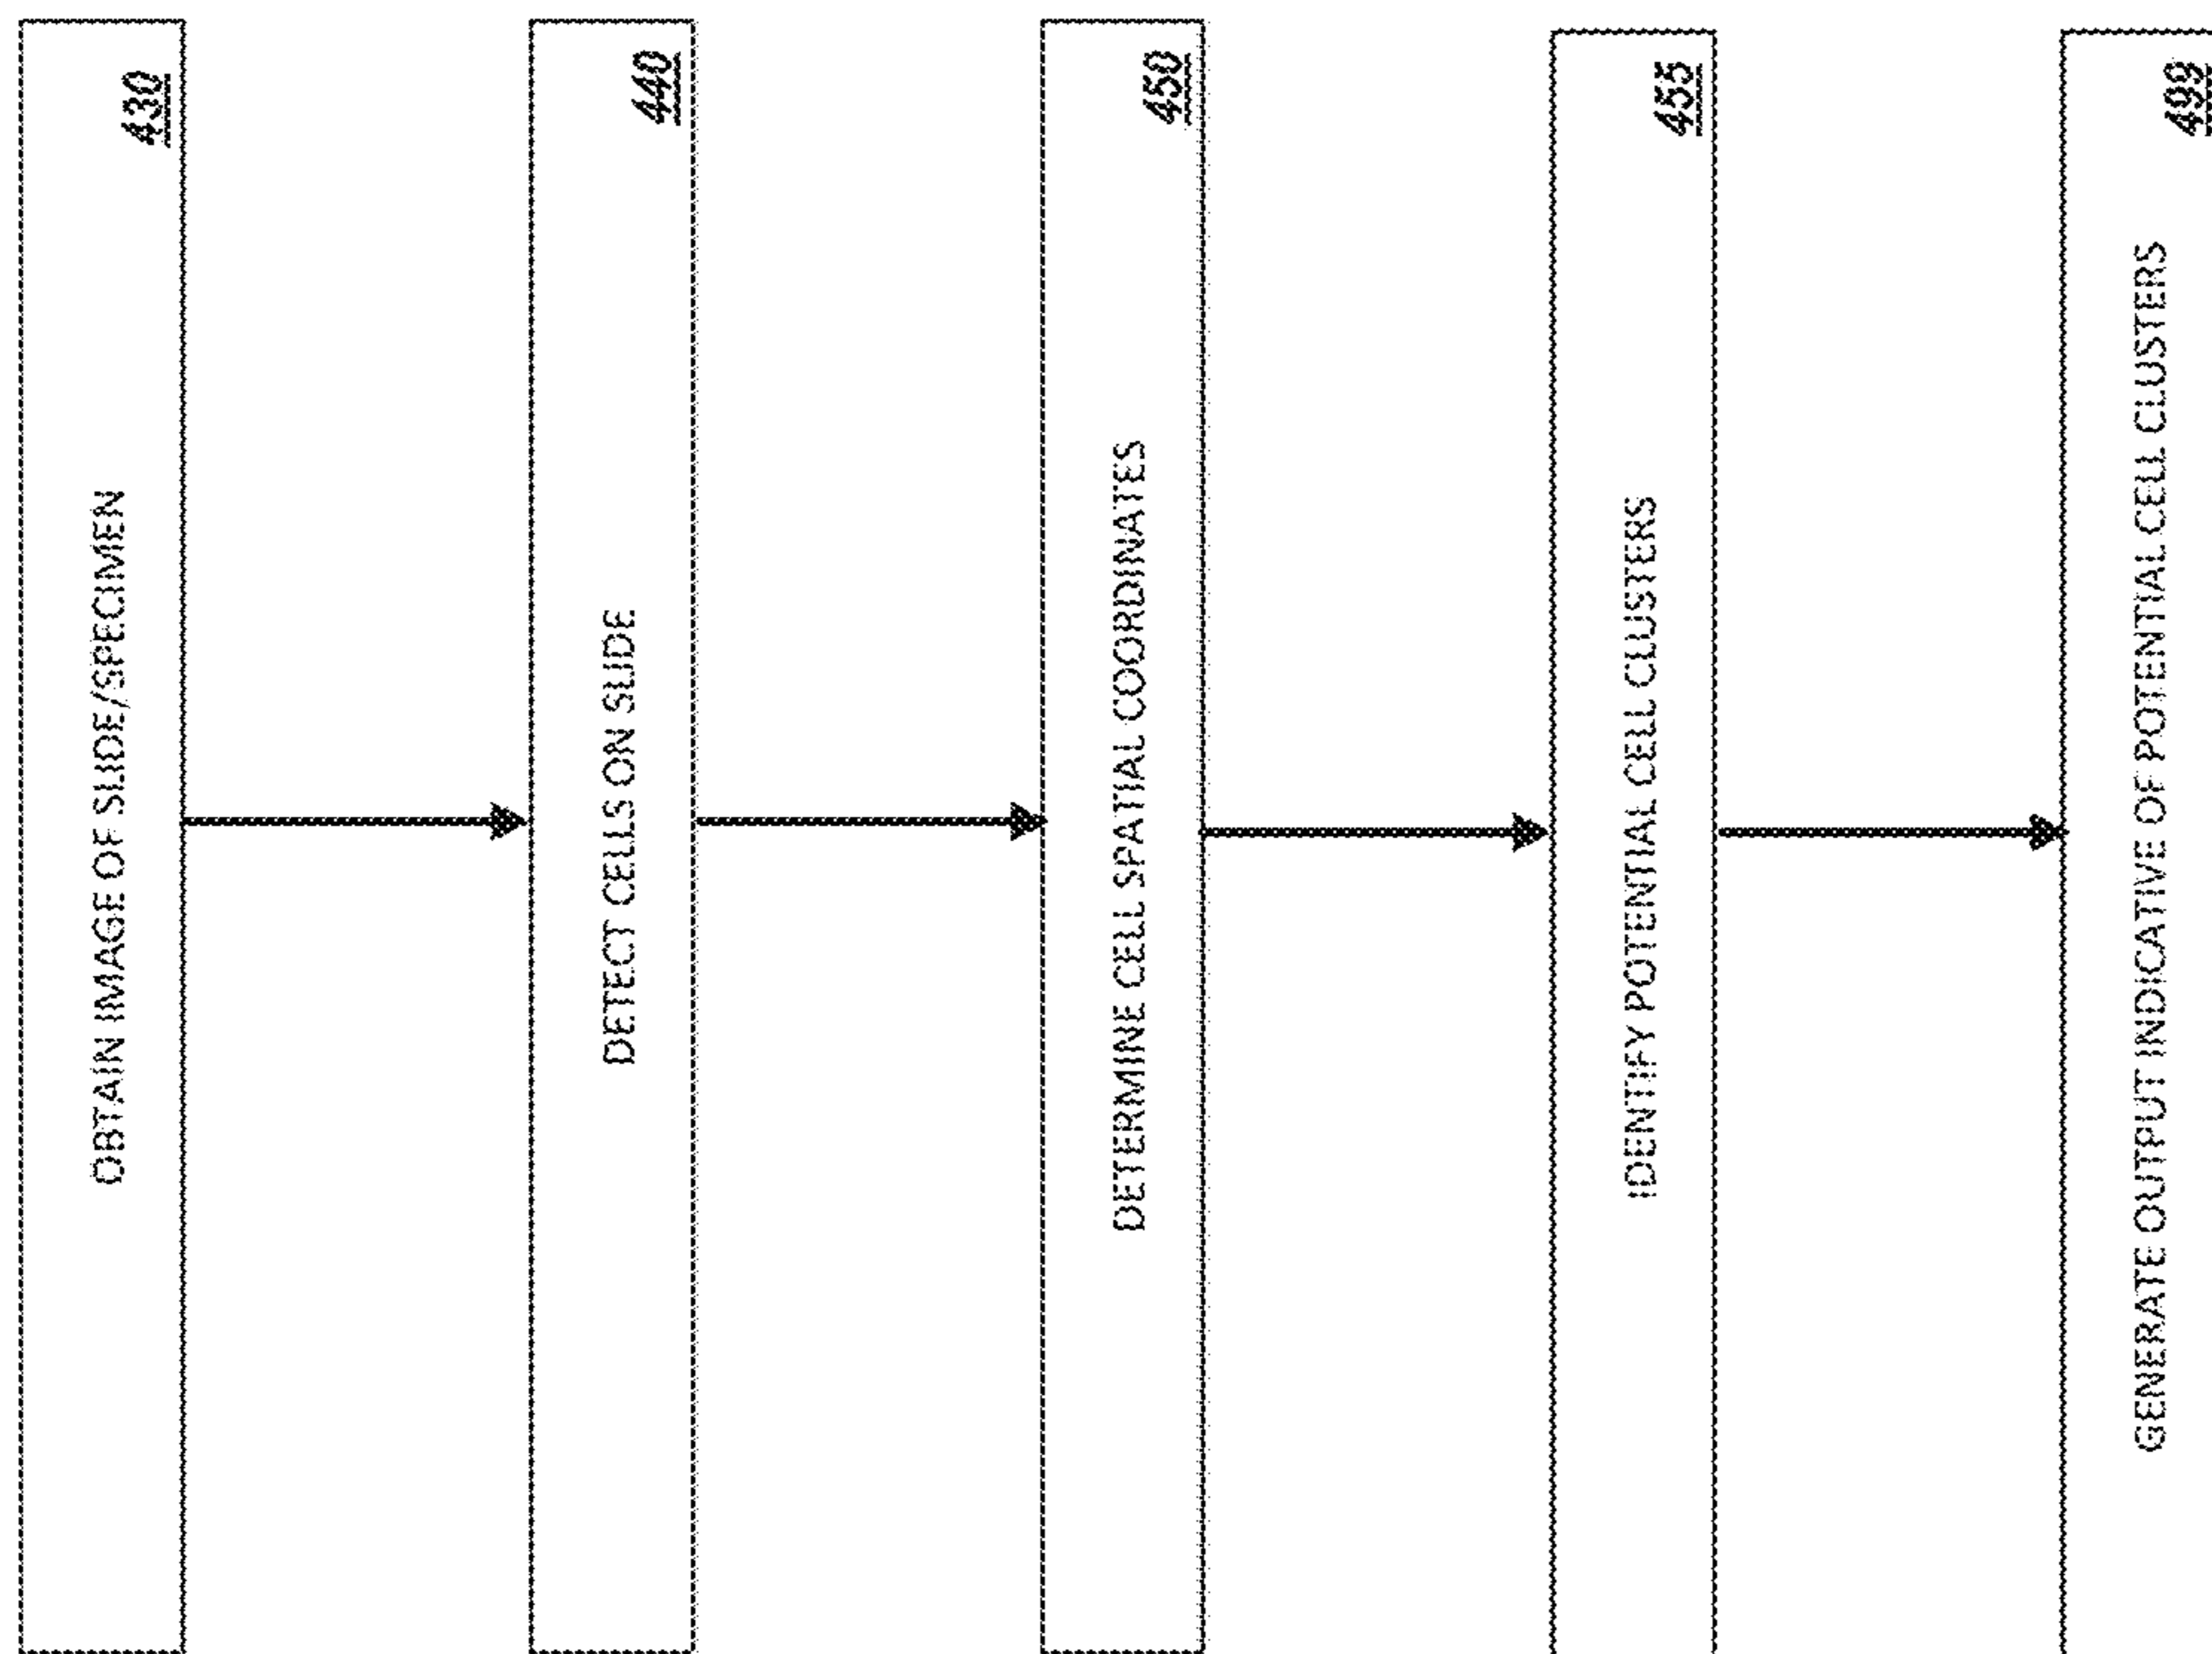 OBTAIN IMAGE OF SLIDE/SPECIMEN
430
DETECT CELLS ON SLIDE
440
DETERMINE CELL SPATIAL COORDINATES
450
IDENTIFY POTENTIAL CELL CLUSTERS
455
GENERATE OUTPUT INDICATIVE OF POTENTIAL CELL CLUSTERS
499